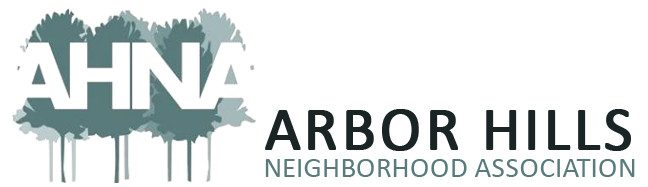 AHNA
ARBOR HILLS
NEIGHBORHOOD ASSOCIATION